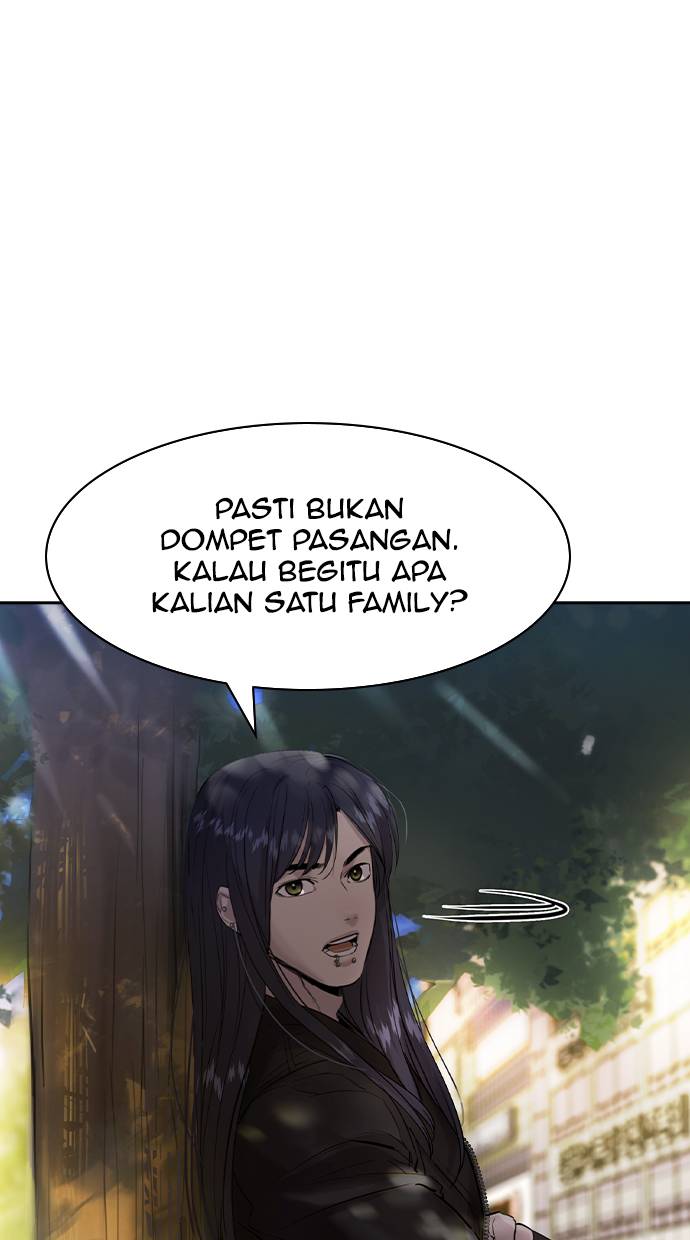 PASTI BUKAN
DOMPET PASANGAN.
KALAU BEGITU APA
KALIAN SATU FAMILY?